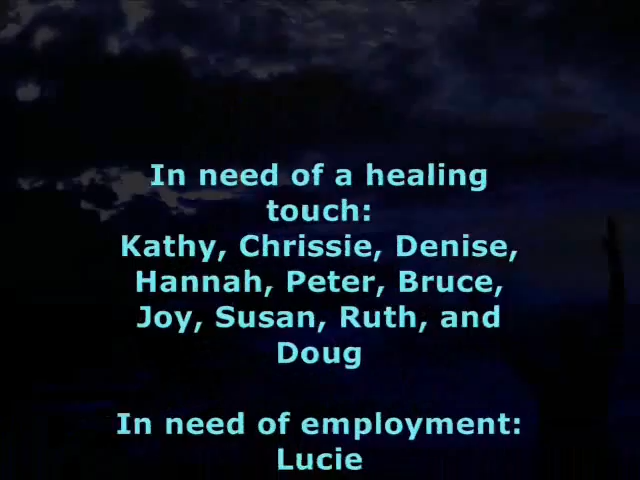 In need of a healing
touch:
Kathy, Chrissie, Denise,
Hannah, Peter, Bruce,
Joy, Susan, Ruth, and
Doug
In need of employment:
Lucie